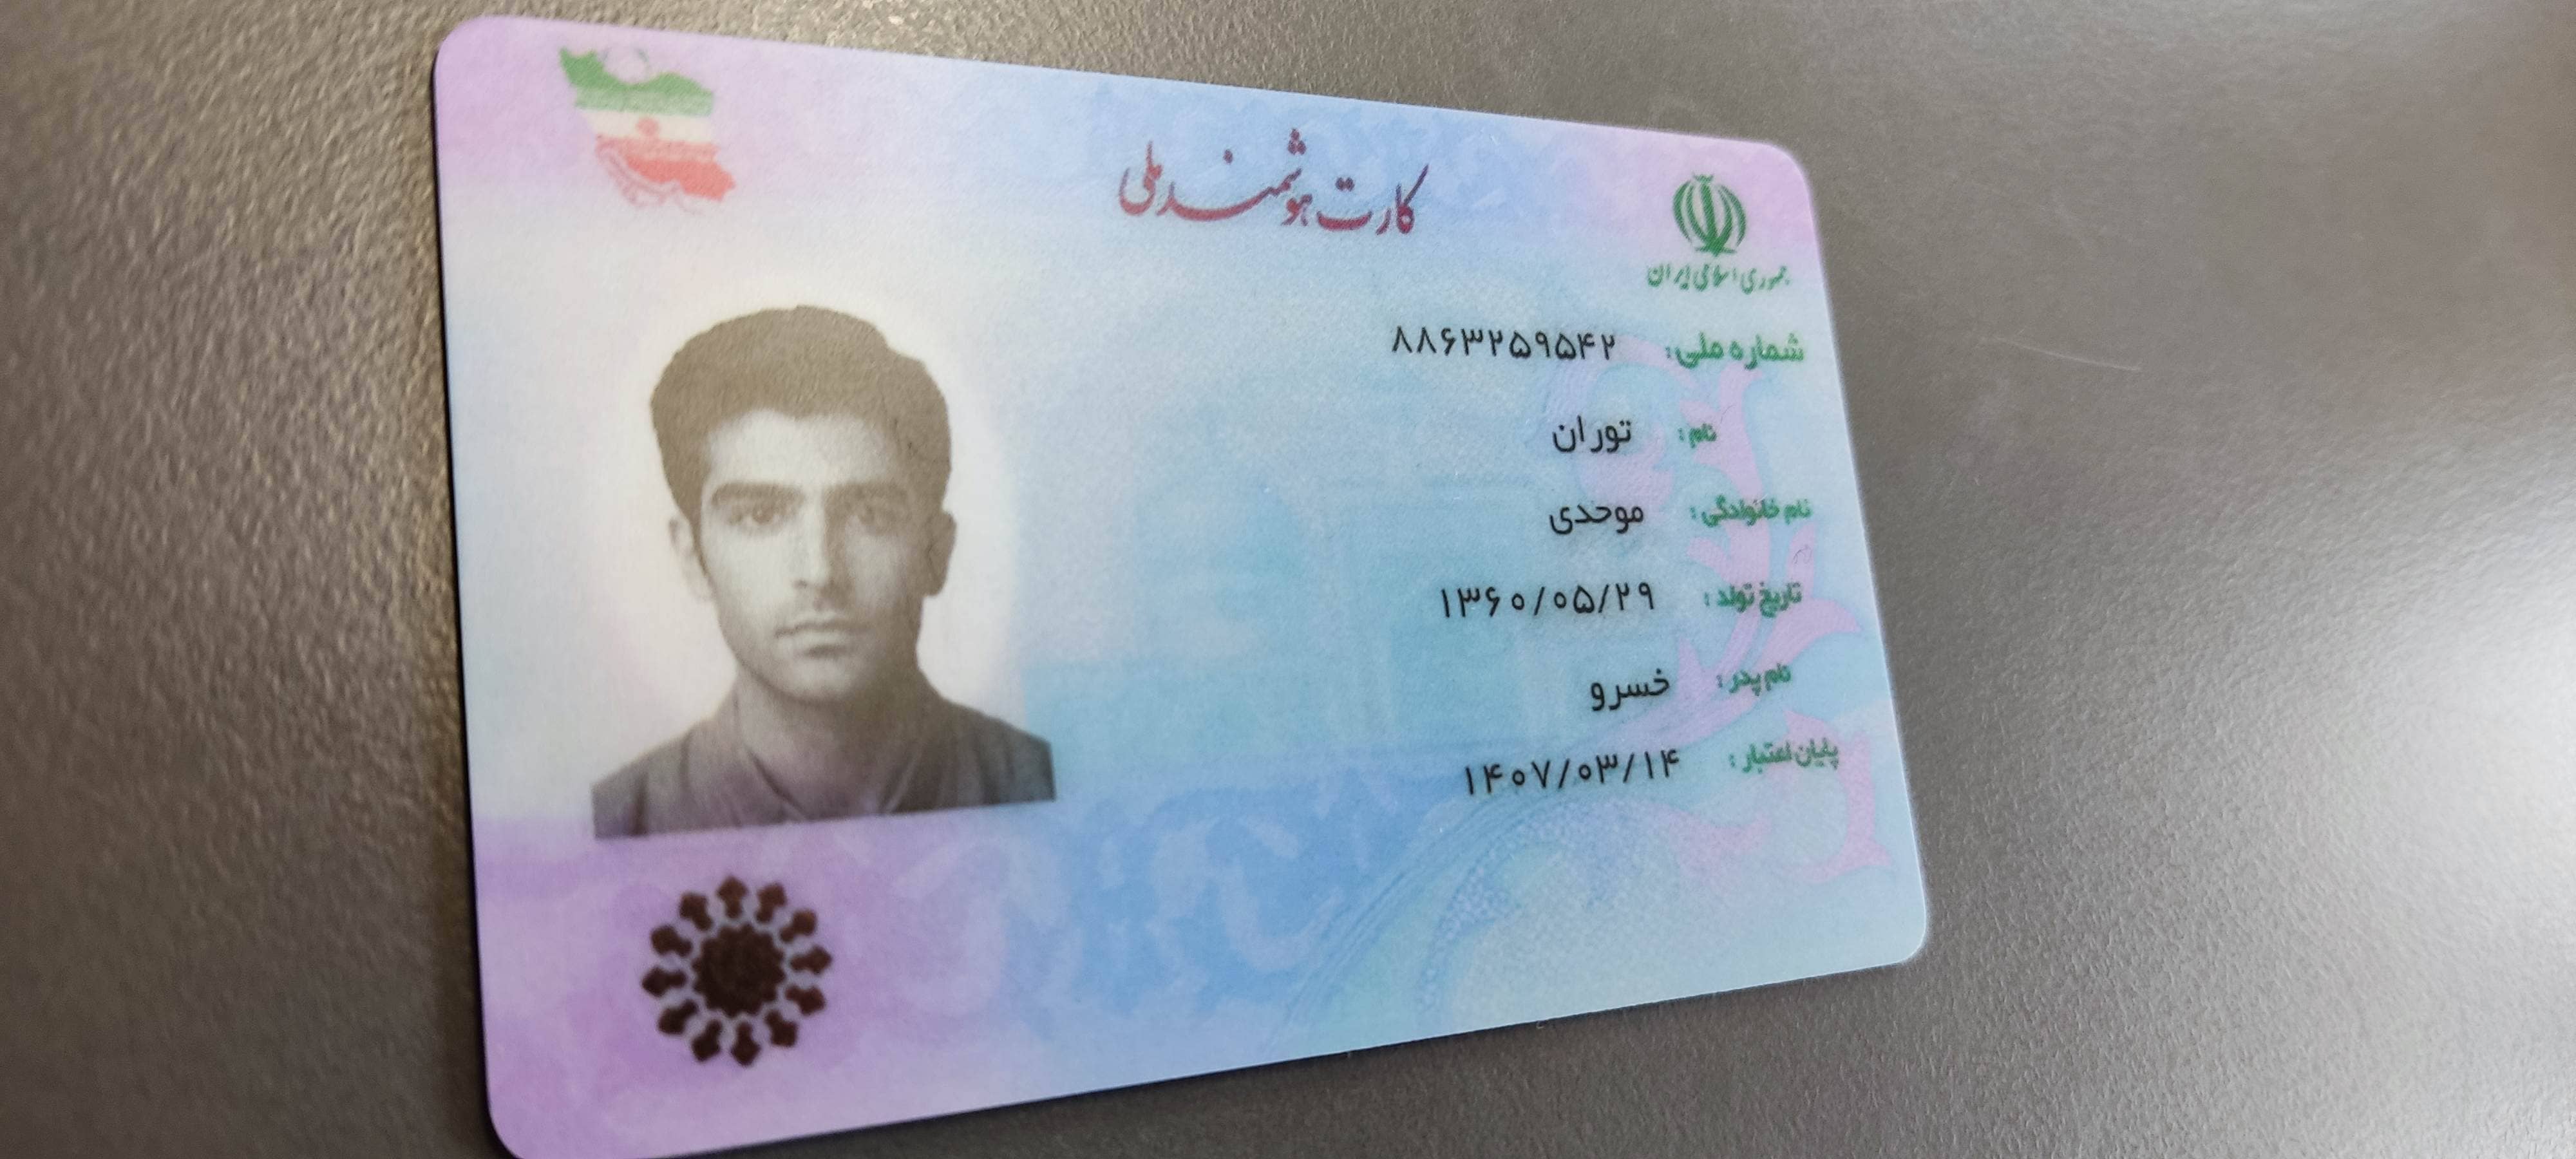 کارت هوشمند ملی
جمهوری اسلامی ایران
شماره ملی: ۸۸۶۳۲۵۹۵۴۲
نام: توران
نام خانوادگی: موحدی
تاریخ تولد: ۱۳۶۰/۰۵/۲۹
نام پدر: خسرو
پایان اعتبار: ۱۴۰۷/۰۳/۱۴